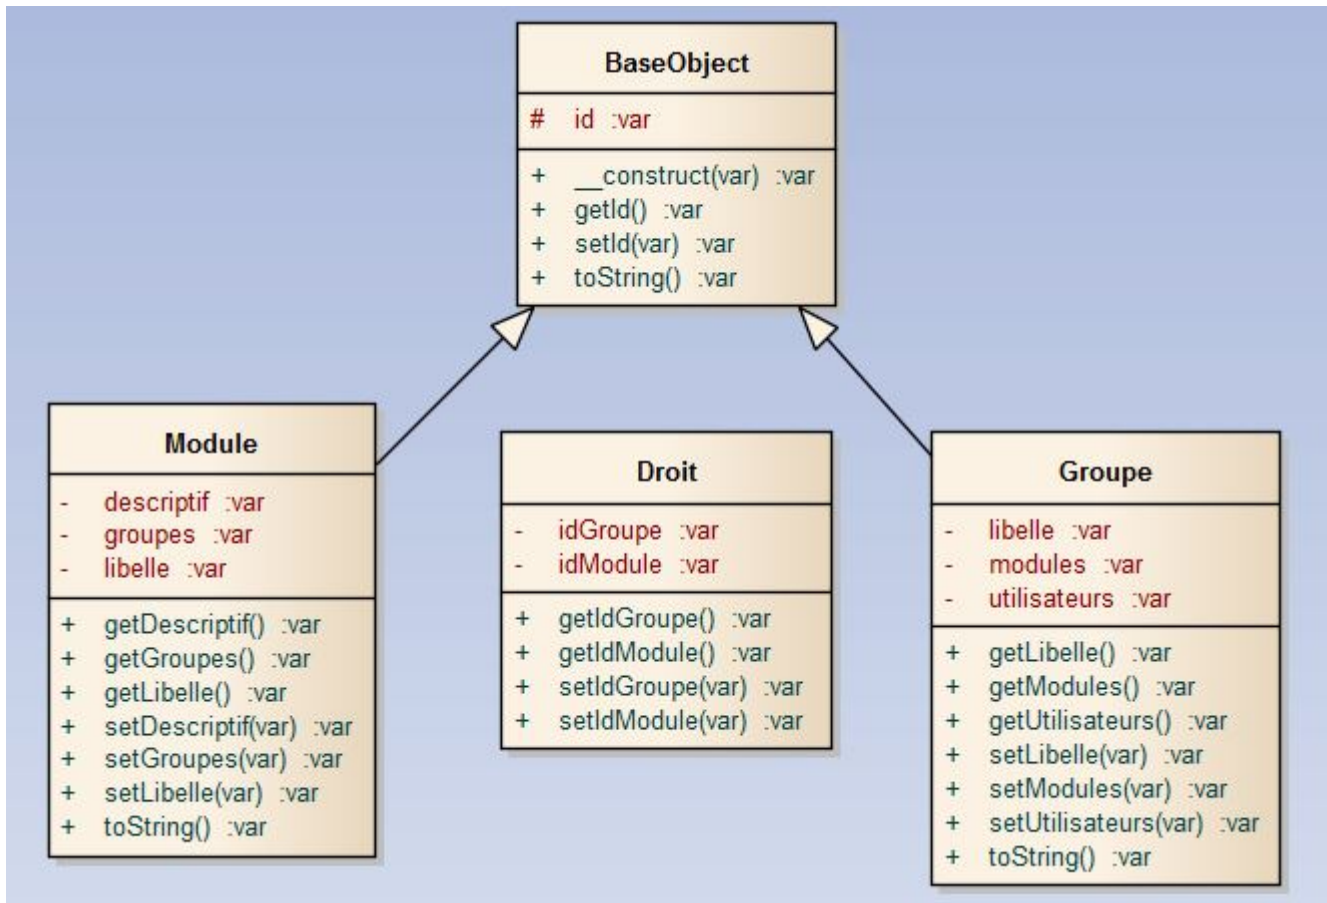 BaseObject
# id :var
+ __construct(var) :var
+ getId() :var
+ setId(var) :var
+ toString() :var
Module
- descriptif :var
- groupes :var
- libelle :var
+ getDescriptif() :var
+ getGroupes() :var
+ getLibelle() :var
+ setDescriptif(var) :var
+ setGroupes(var) :var
+ setLibelle(var) :var
+ toString() :var
Droit
- idGroupe :var
- idModule :var
+ getIdGroupe() :var
+ getIdModule() :var
+ setIdGroupe(var) :var
+ setIdModule(var) :var
Groupe
- libelle :var
- modules :var
- utilisateurs :var
+ getLibelle() :var
+ getModules() :var
+ getUtilisateurs() :var
+ setLibelle(var) :var
+ setModules(var) :var
+ setUtilisateurs(var) :var
+ toString() :var